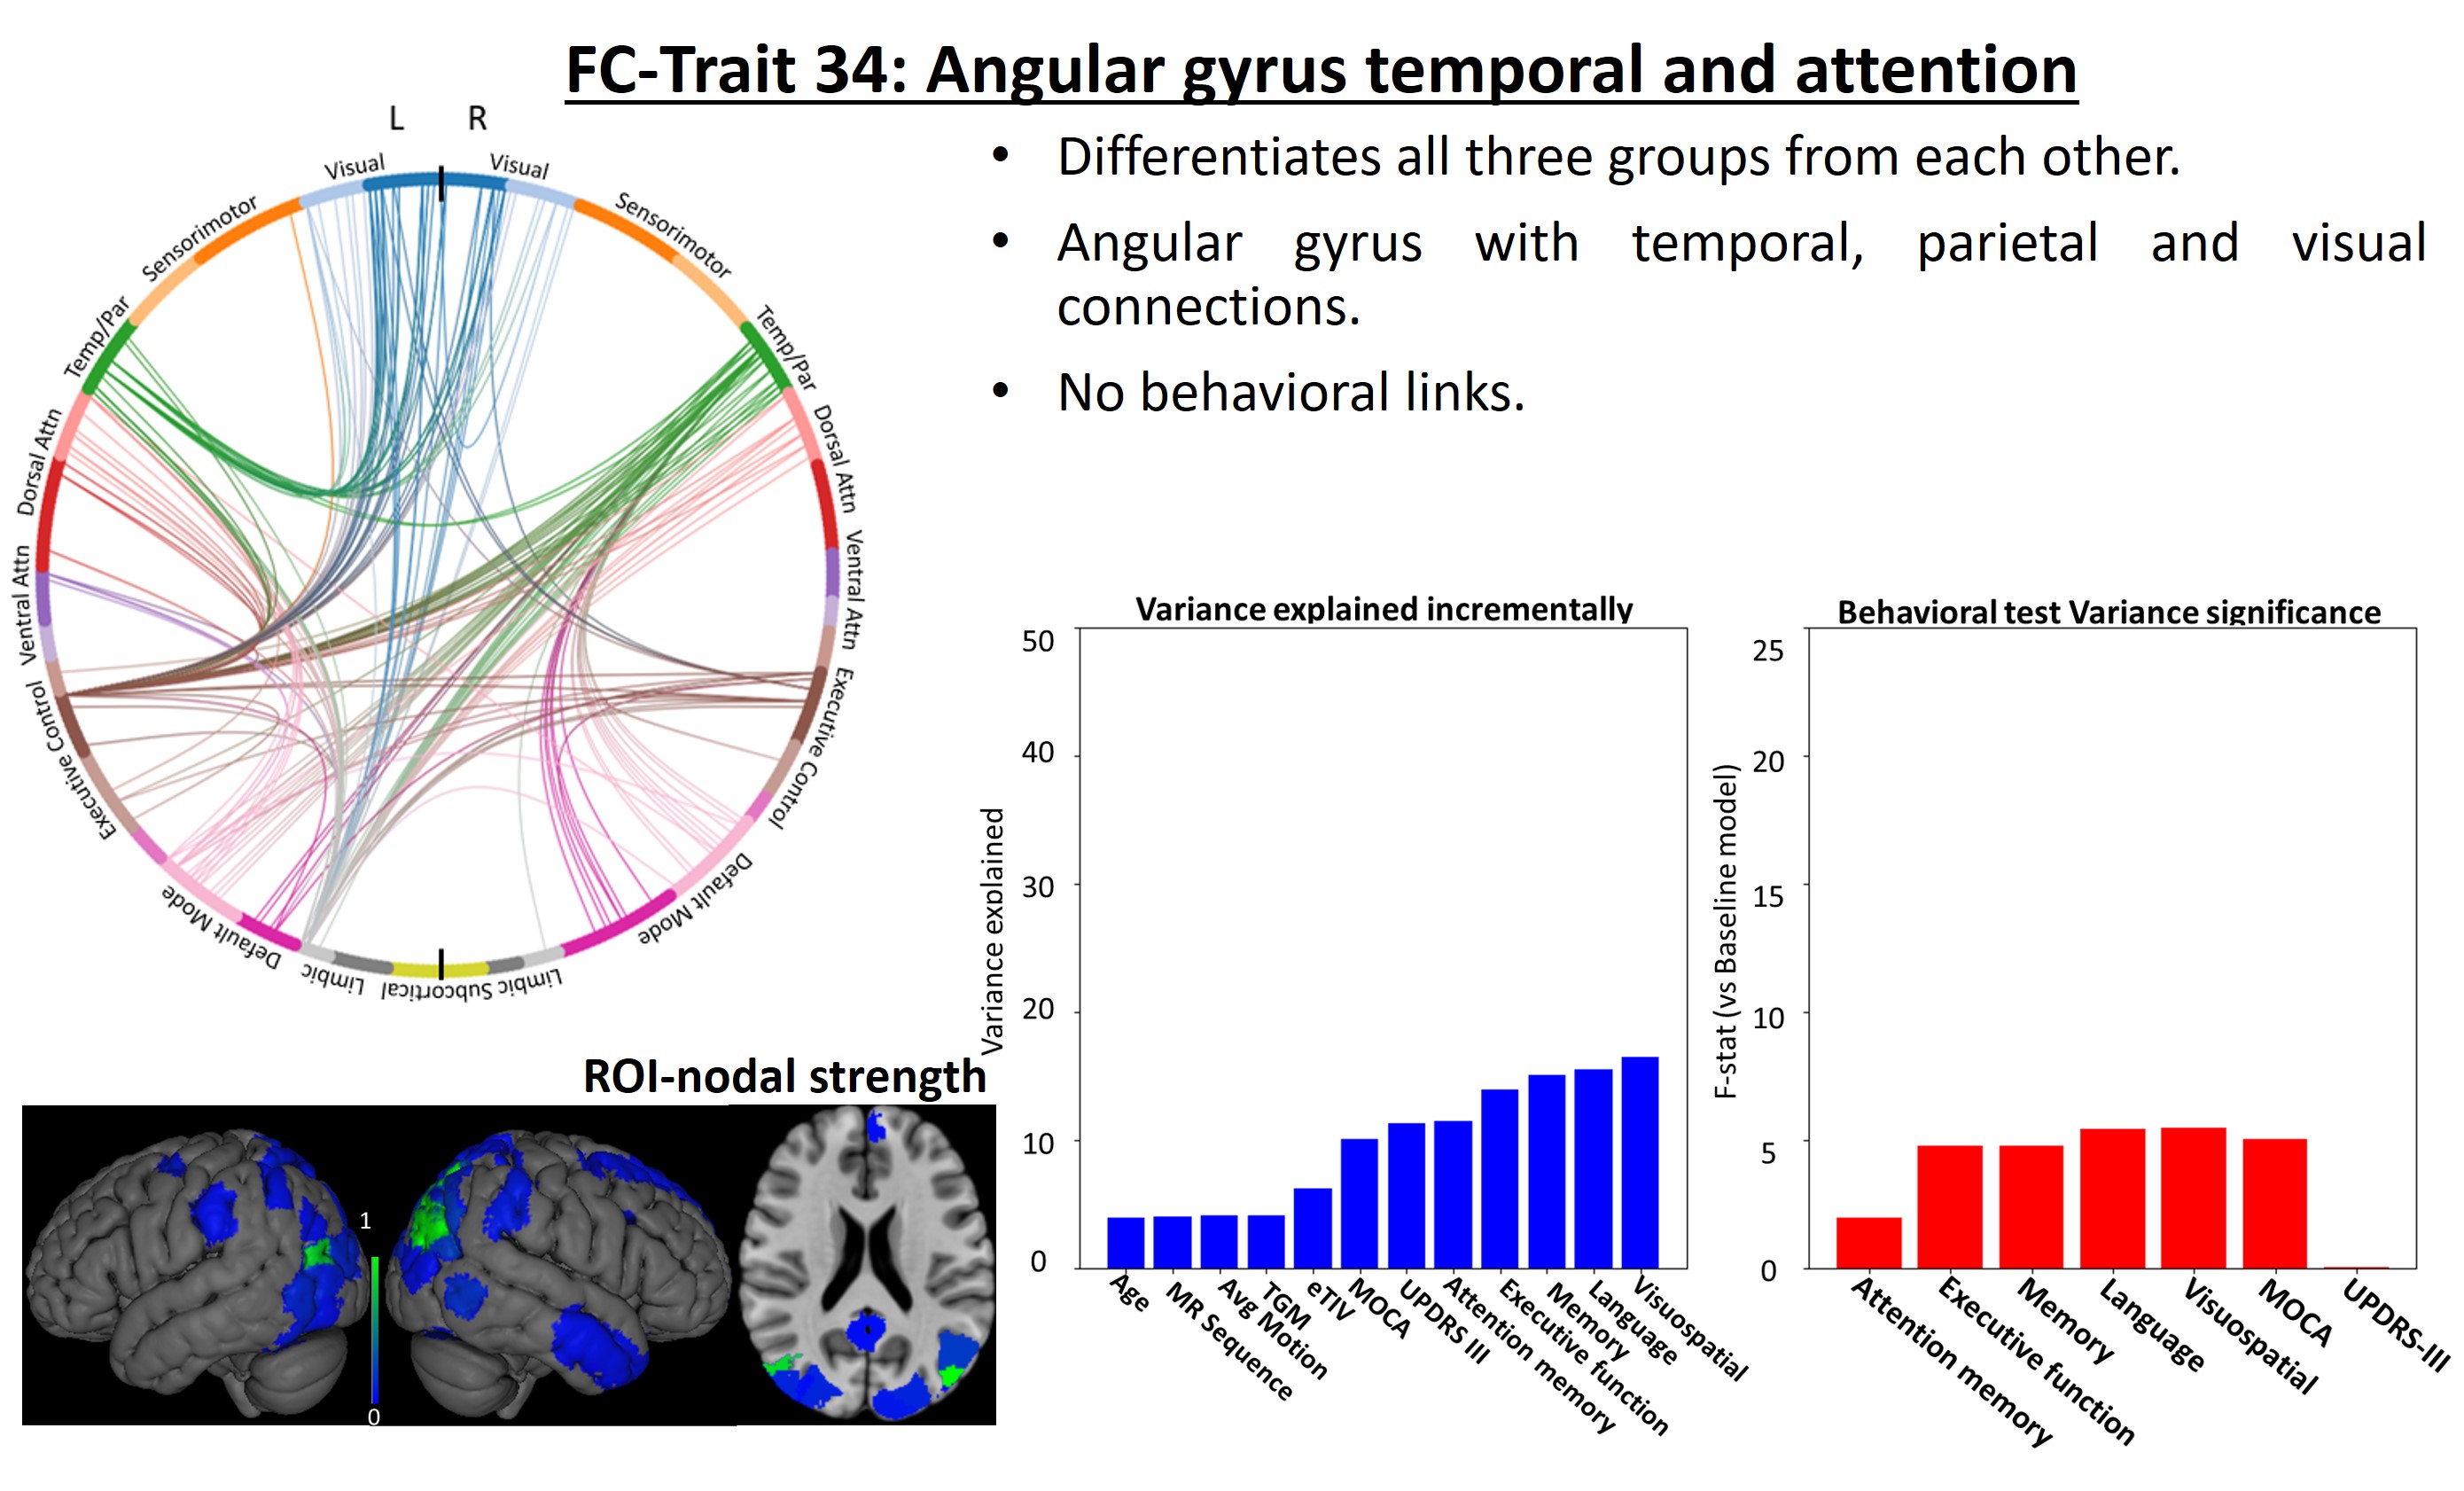 FC-Trait 34: Angular gyrus temporal and attention
L R
Visual
Visual
Sensorimotor
Sensorimotor
Temp/Par
Temp/Par
Dorsal Attn
Dorsal Attn
Ventral Attn
Ventral Attn
Executive Control
Executive Control
Default Mode
Default Mode
Limbic
Limbic
Subcortical
Limbic
• Differentiates all three groups from each other.
• Angular gyrus with temporal, parietal and visual
connections.
• No behavioral links.
ROI-nodal strength
1
0
Variance explained incrementally
Variance explained
50
40
30
20
10
0
Age
MR Sequence
Avg Motion
TGM
eTIV
MOCA
UPDRS III
Attention memory
Executive function
Memory
Language
Visuospatial
Behavioral test Variance significance
F-stat (vs Baseline model)
25
20
15
10
5
0
Attention memory
Executive function
Memory
Language
Visuospatial
MOCA
UPDRS-III